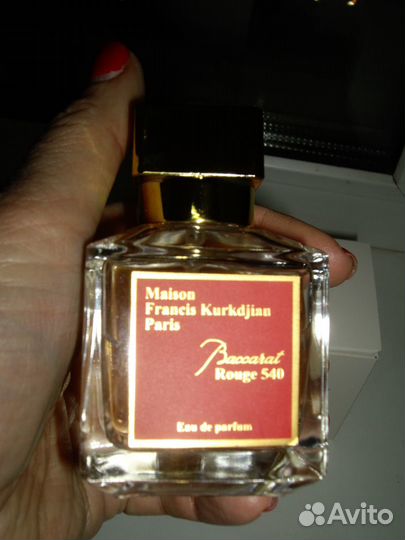 Maison
Francis Kurkdjian
Paris
Baccarat
Rouge 540
Eau de parfum
Avito